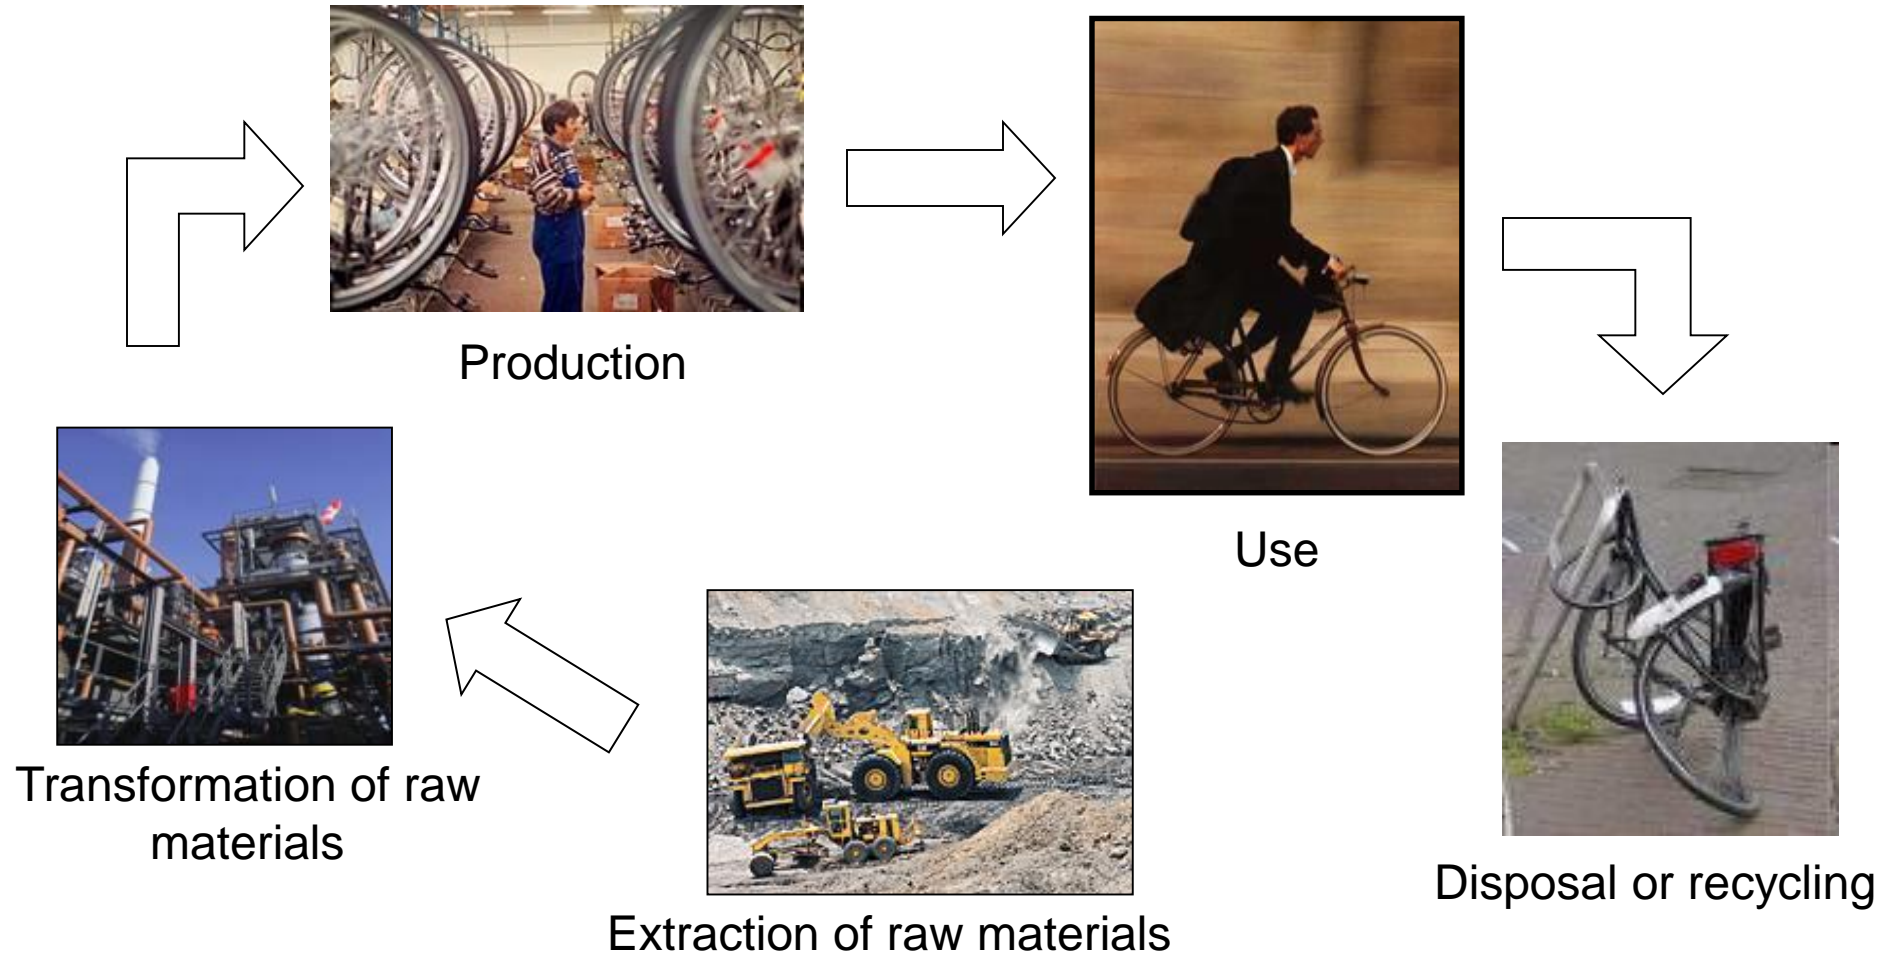 Production
Use
Transformation of raw
materials
Disposal or recycling
Extraction of raw materials